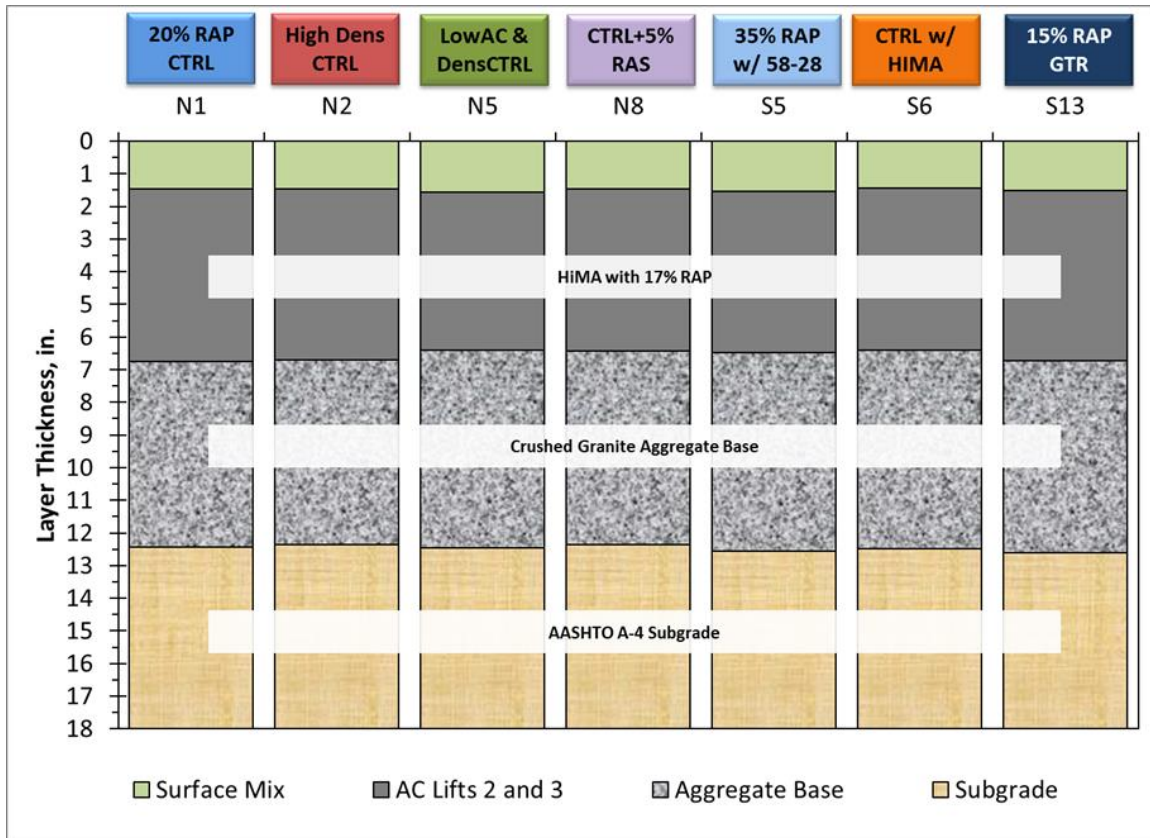 20% RAP
CTRL
High Dens
CTRL
LowAC &
DensCTRL
CTRL+5%
RAS
35% RAP
w/ 58-28
CTRL w/
HIMA
15% RAP
GTR
N1
N2
N5
N8
S5
S6
S13
Layer Thickness, in.
0
1
2
3
4
5
6
7
8
9
10
11
12
13
14
15
16
17
18
HiMA with 17% RAP
Crushed Granite Aggregate Base
AASHTO A-4 Subgrade
Surface Mix
AC Lifts 2 and 3
Aggregate Base
Subgrade